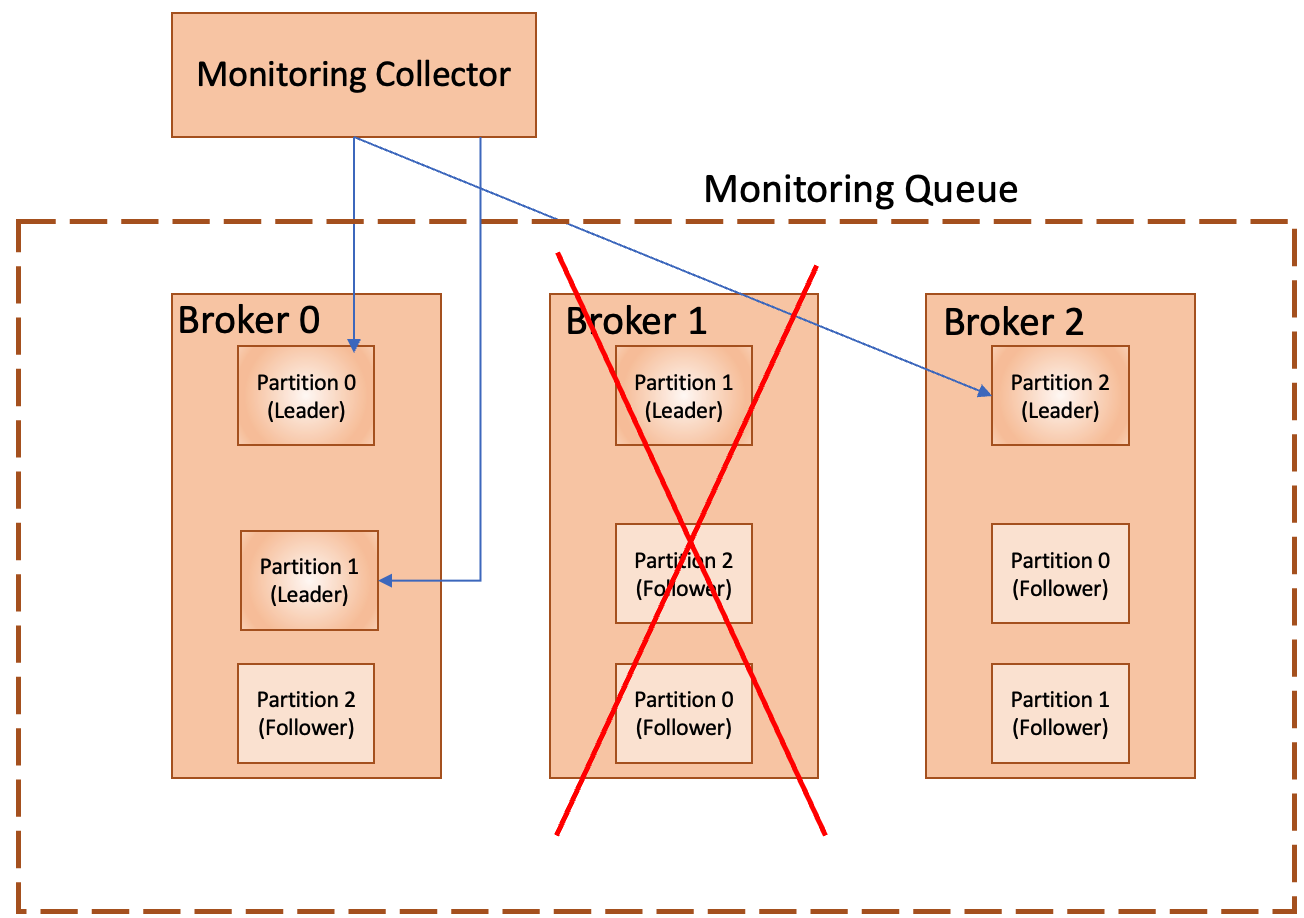 Monitoring Collector
Monitoring Queue
Broker 0
Partition 0
(Leader)
Partition 1
(Leader)
Partition 2
(Follower)
Broker 1
Partition 1
(Leader)
Partition 2
(Follower)
Partition 0
(Follower)
Broker 2
Partition 2
(Leader)
Partition 0
(Follower)
Partition 1
(Follower)